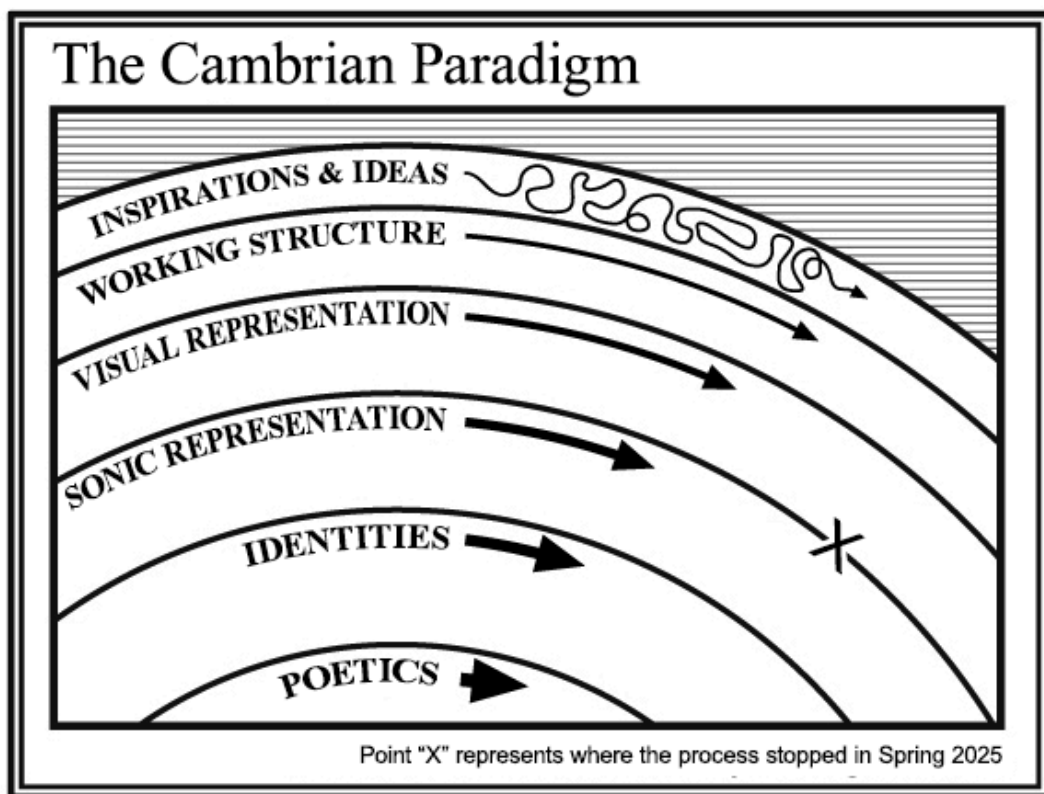 The Cambrian Paradigm
INSPIRATIONS & IDEAS
WORKING STRUCTURE
VISUAL REPRESENTATION
SONIC REPRESENTATION
X
IDENTITIES
POETICS
Point “X” represents where the process stopped in Spring 2025